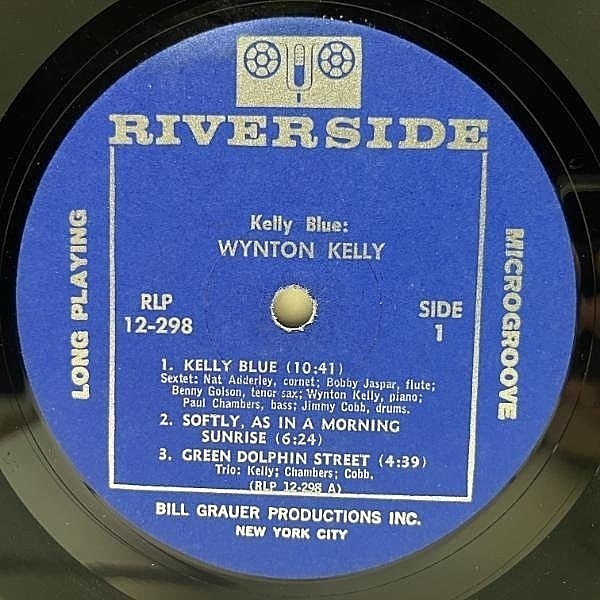 RIVERSIDE
Kelly Blue:
WYNTON KELLY
LONG PLAYING
MICROGROOVE
RLP
12-298
SIDE
1
1. KELLY BLUE (10:41)
Sextet: Nat Adderley, cornet; Bobby Jaspar, flute;
Benny Golson, tenor sax; Wynton Kelly, piano;
Paul Chambers, bass; Jimmy Cobb, drums.
2. SOFTLY, AS IN A MORNING
SUNRISE (6:24)
3. GREEN DOLPHIN STREET (4:39)
Trio: Kelly; Chambers; Cobb.
(RLP 12-298 A)
BILL GRAUER PRODUCTIONS INC.
NEW YORK CITY